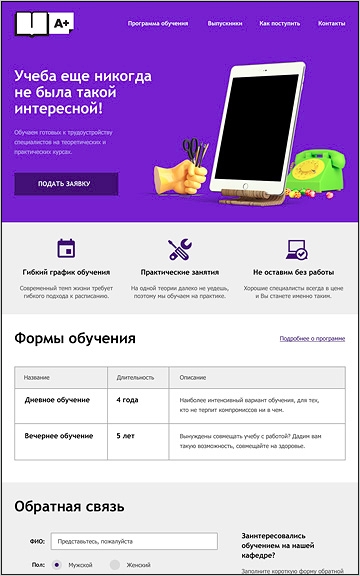 A+
Программа обучения Выпускники Как поступить Контакты
Учеба еще никогда
не была такой
интересной!
Обучаем готовых к трудоустройству
специалистов на теоретических и
практических курсах.
ПОДАТЬ ЗАЯВКУ
Гибкий график обучения
Современный темп жизни требует
гибкого подхода к расписанию.
Практические занятия
На одной теории далеко не уедешь,
поэтому мы обучаем на практике.
Не оставим без работы
Хорошие специалисты всегда в цене
и Вы станете именно таким.
Формы обучения
Подробнее о программе
Название Длительность Описание
Дневное обучение 4 года Наиболее интенсивный вариант обучения, для тех,
кто не терпит компромиссов ни в чем.
Вечернее обучение 5 лет Вынуждены совмещать учебу с работой? Дадим вам
такую возможность, совмещайте на здоровье.
Обратная связь
ФИО: Представьтесь, пожалуйста
Пол: Мужской Женский
Заинтересовались
обучением на нашей
кафедре?
Заполните короткую форму обратной